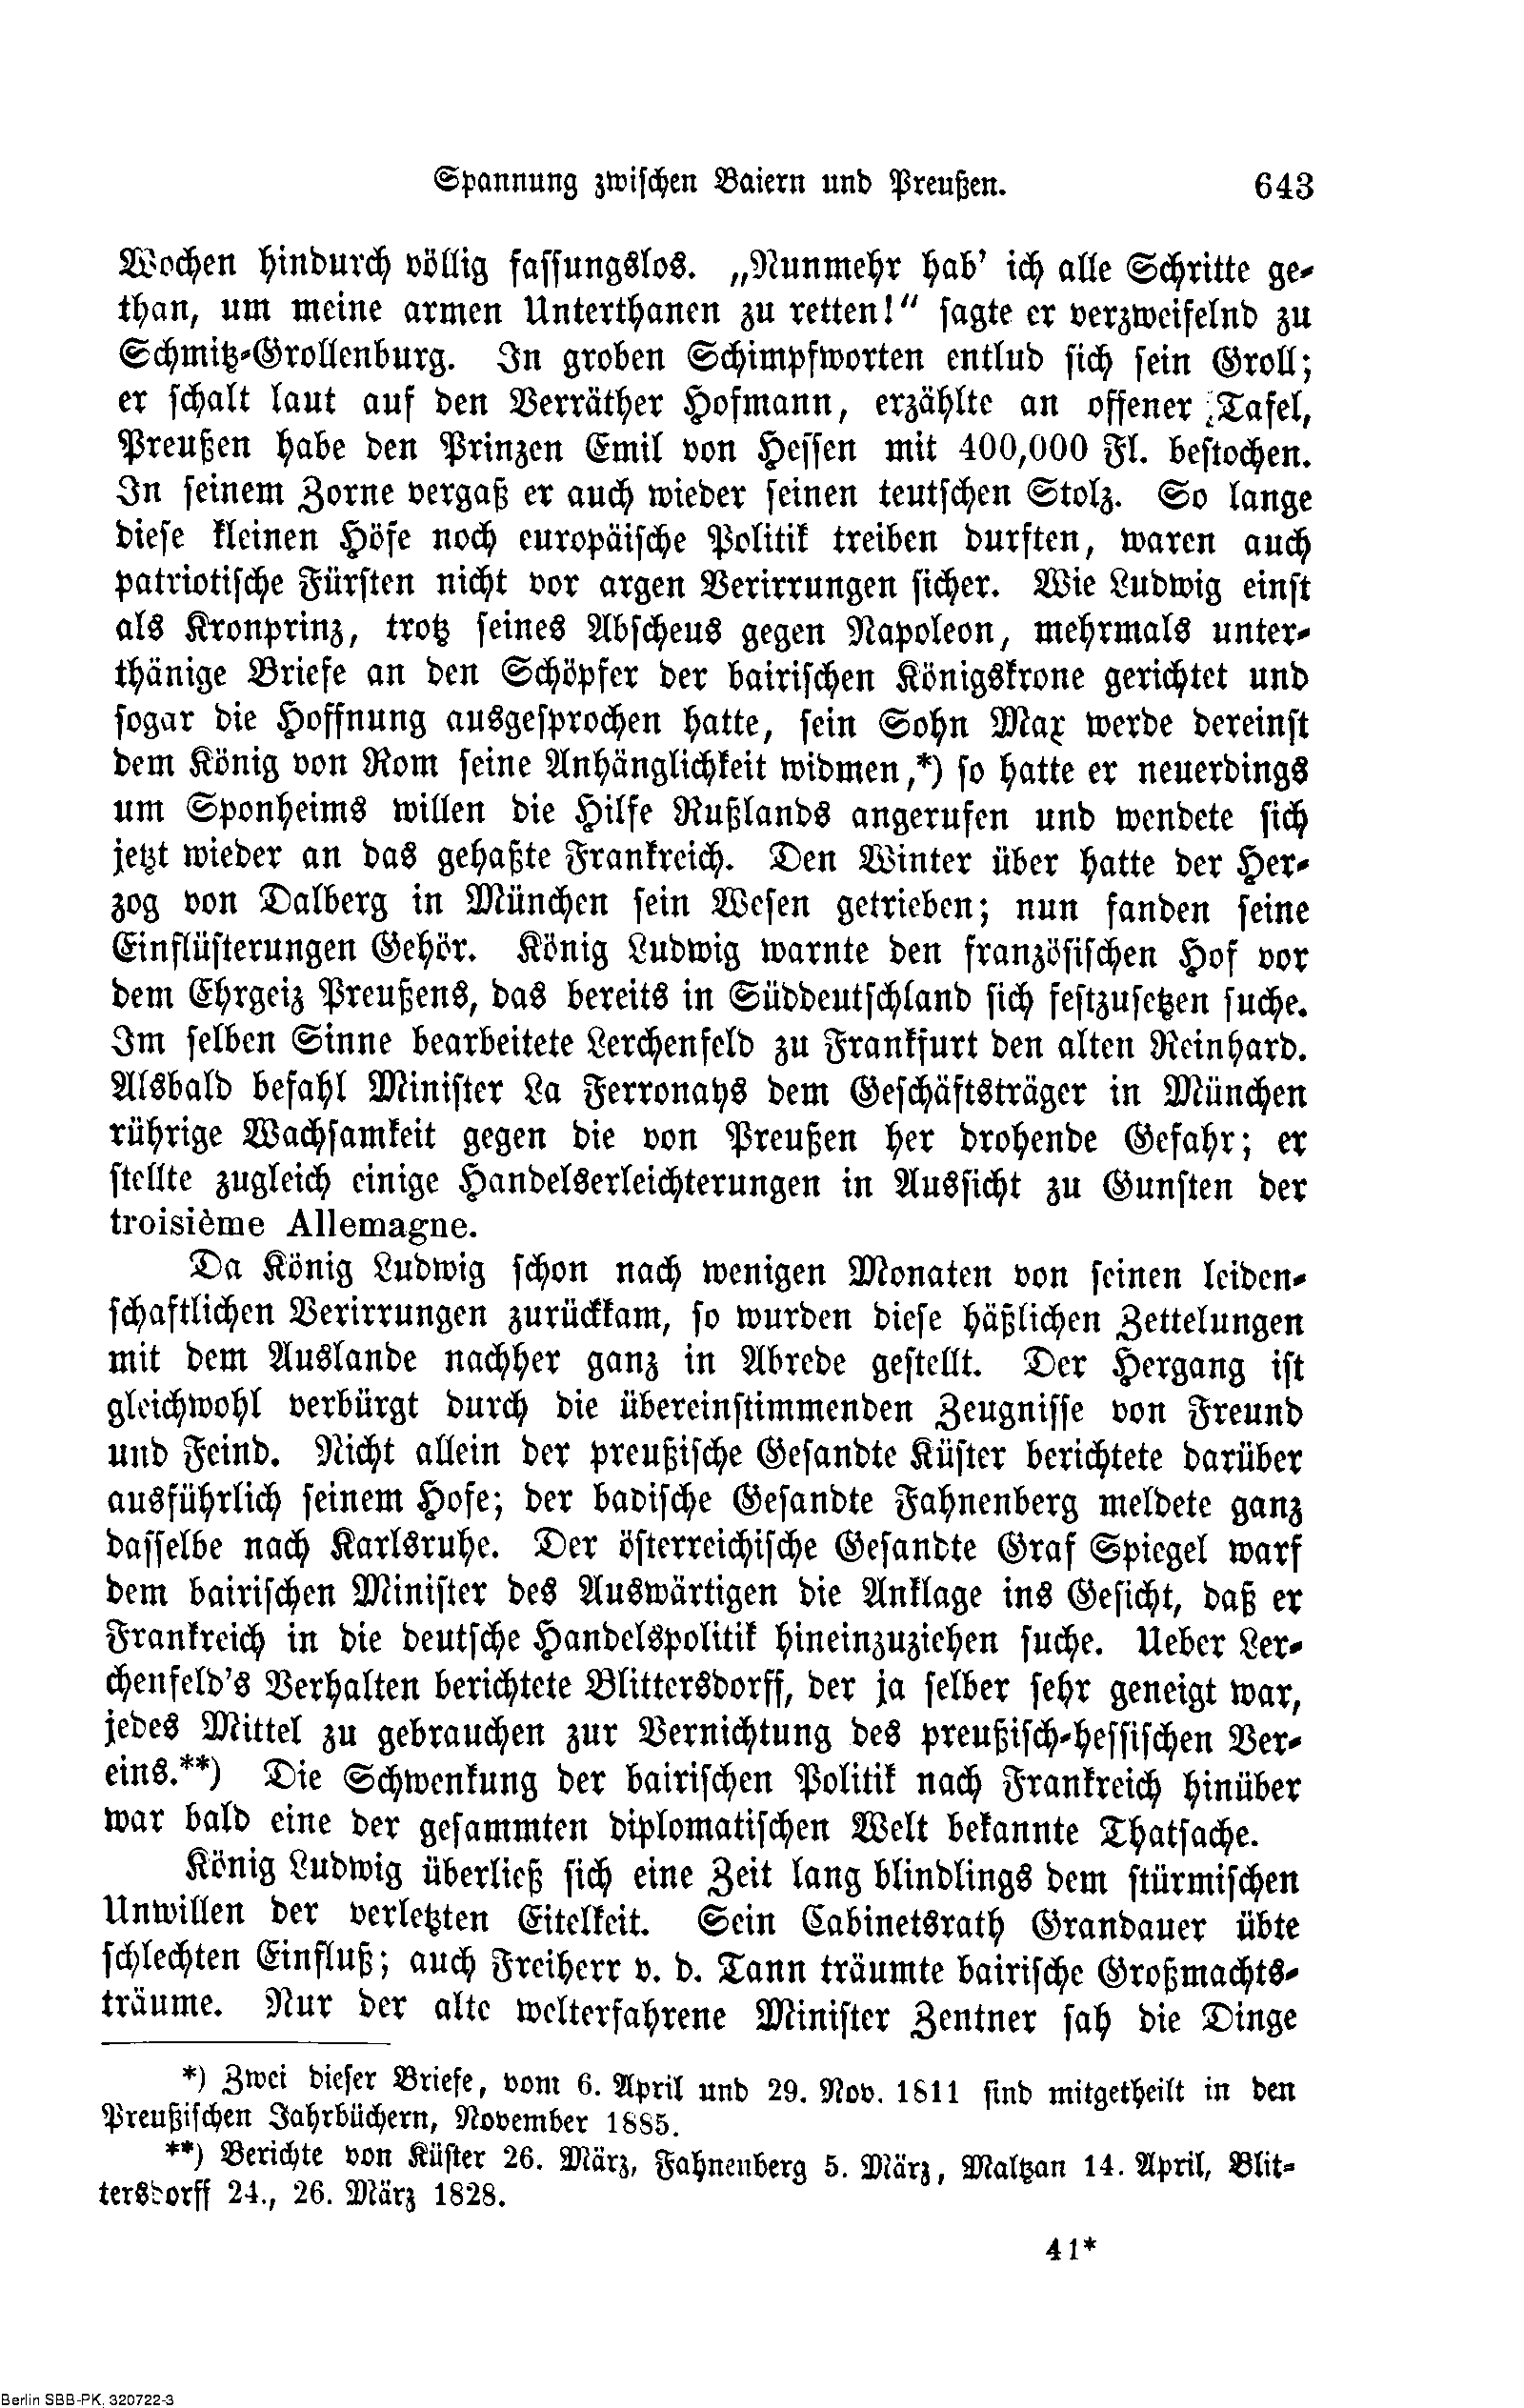 Spannung zwischen Baiern und Preußen. 643
Wochen hindurch völlig fassungslos. „Nunmehr hab' ich alle Schritte ge-
than, um meine armen Unterthanen zu retten!“ sagte er verzweifelnd zu
Schmitz-Grollenburg. In groben Schimpfworten entlud sich sein Groll;
er schalt laut auf den Verräther Hofmann, erzählte an offener Tafel,
Preußen habe den Prinzen Emil von Hessen mit 400,000 Fl. bestochen.
In seinem Zorne vergaß er auch wieder seinen teutschen Stolz. So lange
diese kleinen Höfe noch europäische Politik treiben durften, waren auch
patriotische Fürsten nicht vor argen Verirrungen sicher. Wie Ludwig einst
als Kronprinz, trotz seines Abscheus gegen Napoleon, mehrmals unter-
thänige Briefe an den Schöpfer der bairischen Königskrone gerichtet und
sogar die Hoffnung ausgesprochen hatte, sein Sohn Max werde dereinst
dem König von Rom seine Anhänglichkeit widmen,*) so hatte er neuerdings
um Sponheims willen die Hilfe Rußlands angerufen und wendete sich
jetzt wieder an das gehaßte Frankreich. Den Winter über hatte der Her-
zog von Dalberg in München sein Wesen getrieben; nun fanden seine
Einflüsterungen Gehör. König Ludwig warnte den französischen Hof vor
dem Ehrgeiz Preußens, das bereits in Süddeutschland sich festzusetzen suche.
Im selben Sinne bearbeitete Lerchenfeld zu Frankfurt den alten Reinhard.
Alsbald befahl Minister La Ferronays dem Geschäftsträger in München
rührige Wachsamkeit gegen die von Preußen her drohende Gefahr; er
stellte zugleich einige Handelserleichterungen in Aussicht zu Gunsten der
troisième Allemagne.
Da König Ludwig schon nach wenigen Monaten von seinen leiden-
schaftlichen Verirrungen zurückkam, so wurden diese häßlichen Zettelungen
mit dem Auslande nachher ganz in Abrede gestellt. Der Hergang ist
gleichwohl verbürgt durch die übereinstimmenden Zeugnisse von Freund
und Feind. Nicht allein der preußische Gesandte Küster berichtete darüber
ausführlich seinem Hofe; der badische Gesandte Fahnenberg meldete ganz
dasselbe nach Karlsruhe. Der österreichische Gesandte Graf Spiegel warf
dem bairischen Minister des Auswärtigen die Anklage ins Gesicht, daß er
Frankreich in die deutsche Handelspolitik hineinzuziehen suche. Ueber Ler-
chenfeld's Verhalten berichtete Blittersdorff, der ja selber sehr geneigt war,
jedes Mittel zu gebrauchen zur Vernichtung des preußisch-hessischen Ver-
eins.**) Die Schwenkung der bairischen Politik nach Frankreich hinüber
war bald eine der gesammten diplomatischen Welt bekannte Thatsache.
König Ludwig überließ sich eine Zeit lang blindlings dem stürmischen
Unwillen der verletzten Eitelkeit. Sein Cabinetsrath Grandauer übte
schlechten Einfluß; auch Freiherr v. d. Tann träumte bairische Großmachts-
träume. Nur der alte welterfahrene Minister Zentner sah die Dinge
*) Zwei dieser Briefe, vom 6. April und 29. Nov. 1811 sind mitgetheilt in den
Preußischen Jahrbüchern, November 1885.
**) Berichte von Küster 26. März, Fahnenberg 5. März, Maltzan 14. April, Blit-
tersdorff 24., 26. März 1828.
41*
Berlin SBB-PK, 320722-3